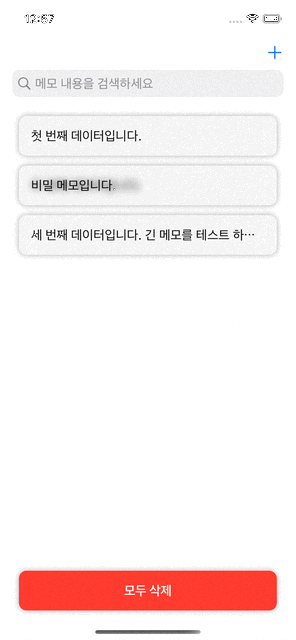 12:57
메모 내용을 검색하세요
첫 번째 데이터입니다.
비밀 메모입니다.
세 번째 데이터입니다. 긴 메모를 테스트 하…
모두 삭제